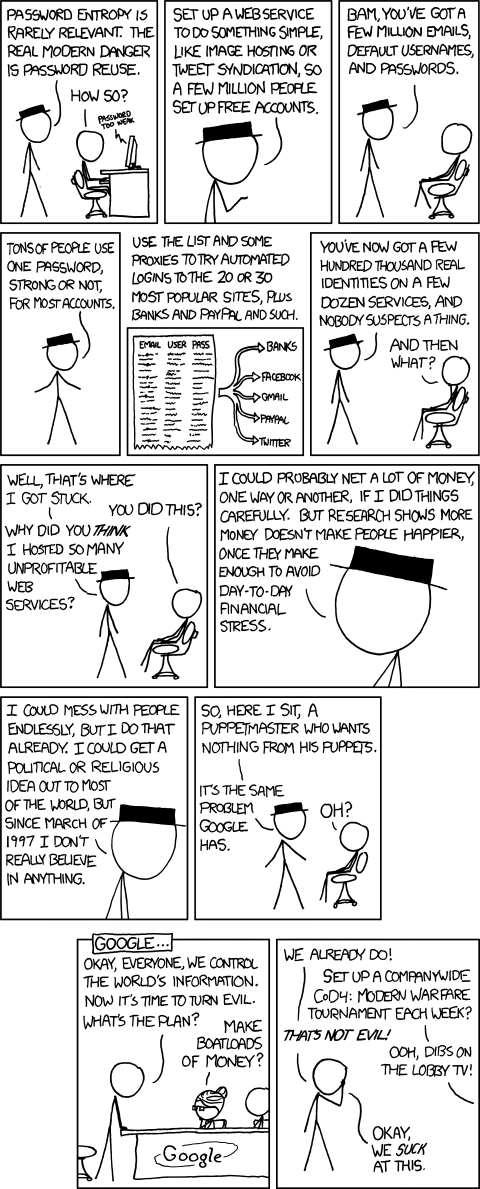 PASSWORD ENTROPY IS
RARELY RELEVANT. THE
REAL MODERN DANGER
IS PASSWORD REUSE.
HOW SO?
PASSWORD
TOO WEAK
SET UP A WEB SERVICE
TO DO SOMETHING SIMPLE,
LIKE IMAGE HOSTING OR
TWEET SYNDICATION, SO
A FEW MILLION PEOPLE
SET UP FREE ACCOUNTS.
BAM, YOU'VE GOT A
FEW MILLION EMAILS,
DEFAULT USERNAMES,
AND PASSWORDS.
TONS OF PEOPLE USE
ONE PASSWORD,
STRONG OR NOT,
FOR MOST ACCOUNTS.
USE THE LIST AND SOME
PROXIES TO TRY AUTOMATED
LOGINS TO THE 20 OR 30
MOST POPULAR SITES, PLUS
BANKS AND PAYPAL AND SUCH.
EMAIL USER PASS
BANKS
FACEBOOK
GMAIL
PAYPAL
TWITTER
YOU'VE NOW GOT A FEW
HUNDRED THOUSAND REAL
IDENTITIES ON A FEW
DOZEN SERVICES, AND
NOBODY SUSPECTS A THING.
AND THEN
WHAT?
WELL, THAT'S WHERE
I GOT STUCK.
YOU DID THIS?
WHY DID YOU THINK
I HOSTED SO MANY
UNPROFITABLE
WEB
SERVICES?
I COULD PROBABLY NET A LOT OF MONEY,
ONE WAY OR ANOTHER, IF I DID THINGS
CAREFULLY. BUT RESEARCH SHOWS MORE
MONEY DOESN'T MAKE PEOPLE HAPPIER,
ONCE THEY MAKE
ENOUGH TO AVOID
DAY-TO-DAY
FINANCIAL
STRESS.
I COULD MESS WITH PEOPLE
ENDLESSLY, BUT I DO THAT
ALREADY. I COULD GET A
POLITICAL OR RELIGIOUS
IDEA OUT TO MOST
OF THE WORLD, BUT
SINCE MARCH OF
1997 I DON'T
REALLY BELIEVE
IN ANYTHING.
SO, HERE I SIT, A
PUPPETMASTER WHO WANTS
NOTHING FROM HIS PUPPETS.
IT'S THE SAME
PROBLEM
GOOGLE
HAS.
OH?
GOOGLE...
OKAY, EVERYONE, WE CONTROL
THE WORLD'S INFORMATION.
NOW IT'S TIME TO TURN EVIL.
WHAT'S THE PLAN?
MAKE
BOATLOADS
OF MONEY?
Google
WE ALREADY DO!
SET UP A COMPANYWIDE
CoD4: MODERN WARFARE
TOURNAMENT EACH WEEK?
THAT'S NOT EVIL!
OOH, DIBS ON
THE LOBBY TV!
OKAY,
WE SUCK
AT THIS.